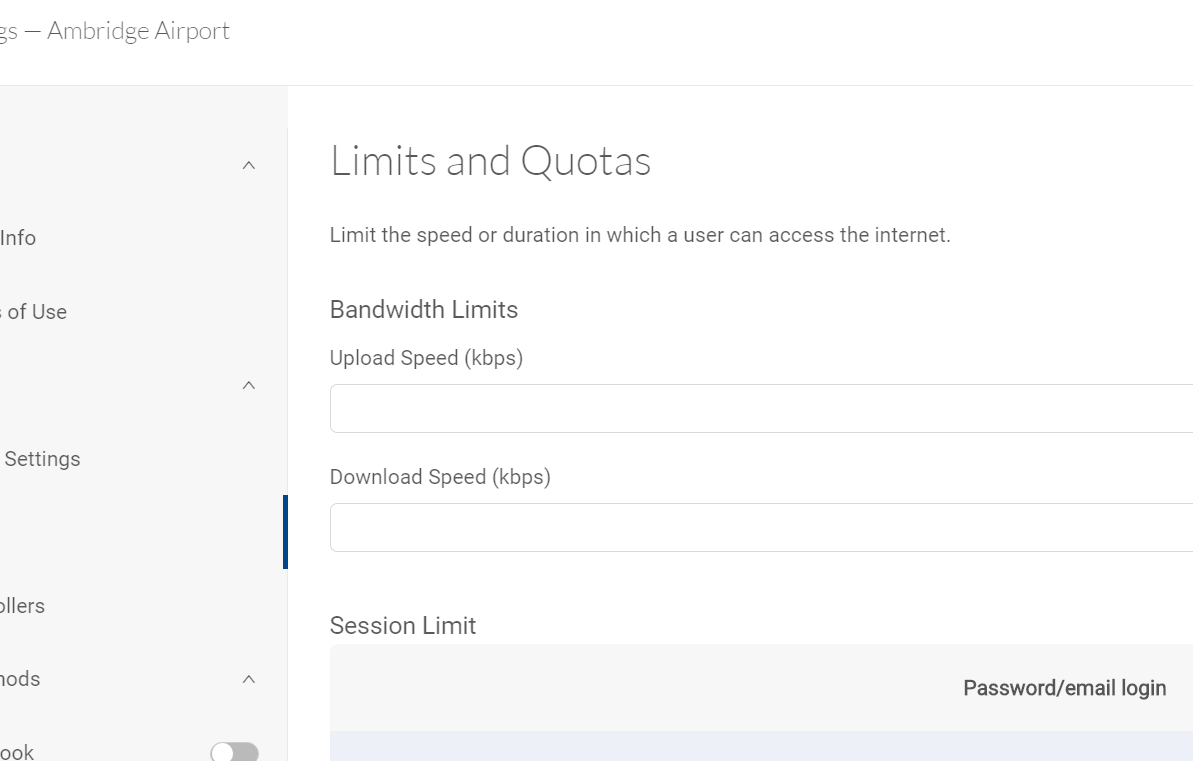 gs — Ambridge Airport
Info
of Use
Settings
ollers
hods
ook
Limits and Quotas
Limit the speed or duration in which a user can access the internet.
Bandwidth Limits
Upload Speed (kbps)
Download Speed (kbps)
Session Limit
Password/email login